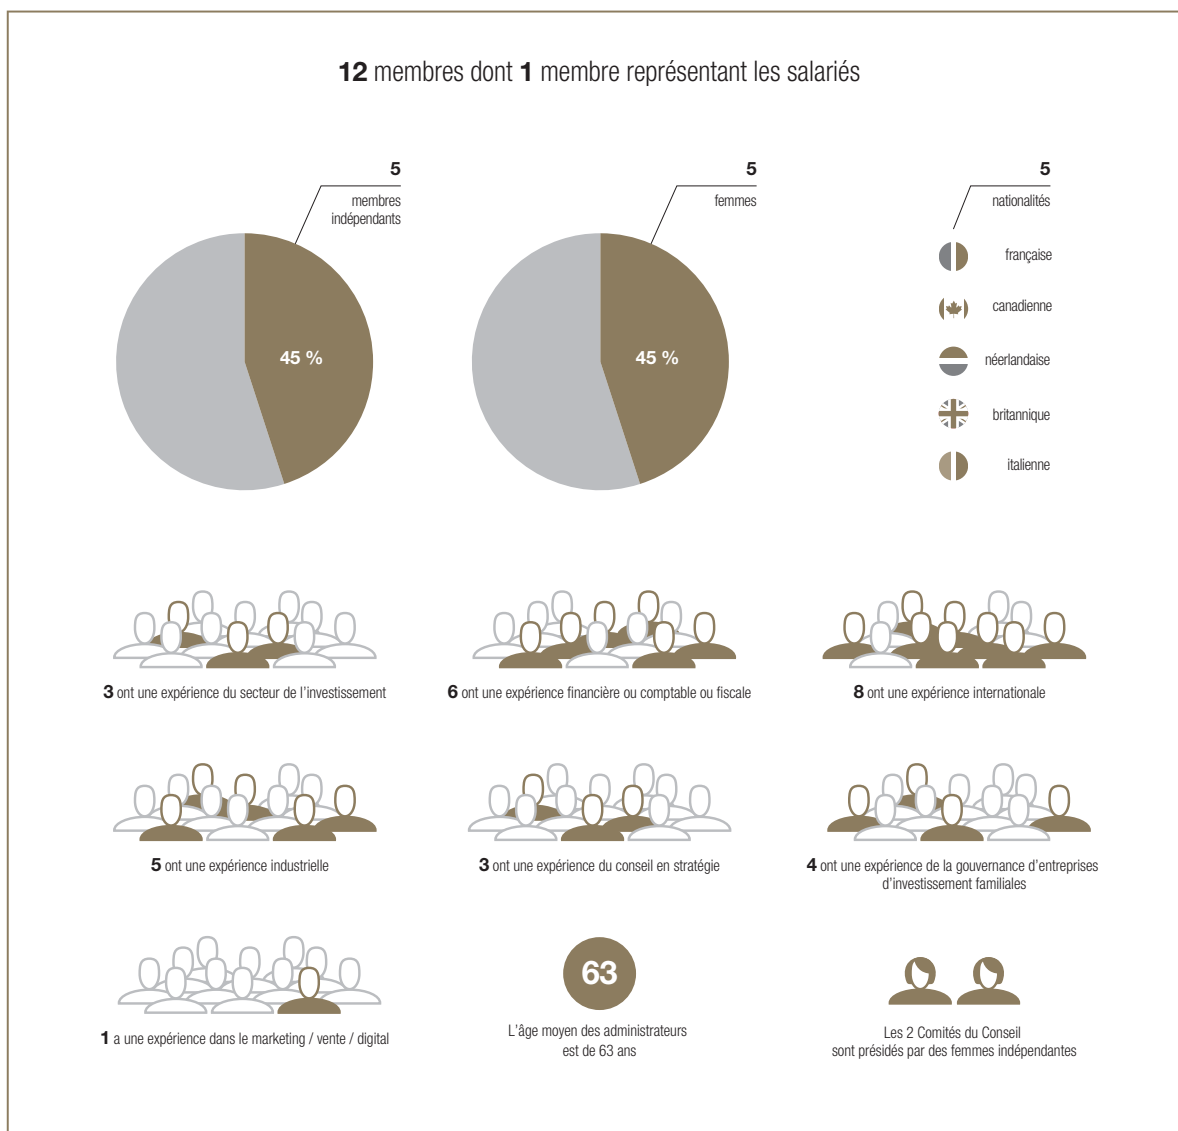 12 membres dont 1 membre représentant les salariés
5
membres
indépendants
45 %
5
femmes
45 %
5
nationalités
française
canadienne
néerlandaise
britannique
italienne
3 ont une expérience du secteur de l'investissement
6 ont une expérience financière ou comptable ou fiscale
8 ont une expérience internationale
5 ont une expérience industrielle
3 ont une expérience du conseil en stratégie
4 ont une expérience de la gouvernance d'entreprises
d'investissement familiales
1 a une expérience dans le marketing / vente / digital
63
L'âge moyen des administrateurs
est de 63 ans
Les 2 Comités du Conseil
sont présidés par des femmes indépendantes